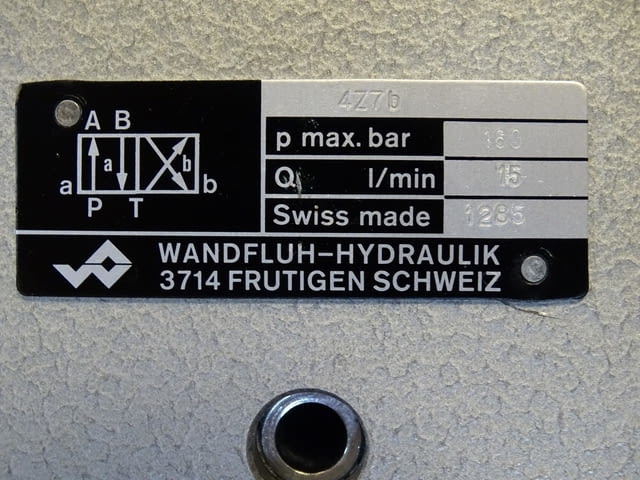 4Z7b
A B
a a b b
P T
p max. bar 160
Q l/min 15
Swiss made 1285
WANDFLUH-HYDRAULIK
3714 FRUTIGEN SCHWEIZ